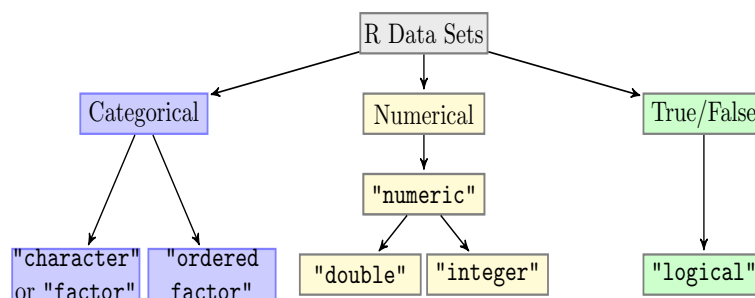 R Data Sets
Categorical
Numerical
True/False
"numeric"
"character"
or "factor"
"ordered
factor"
"double"
"integer"
"logical"